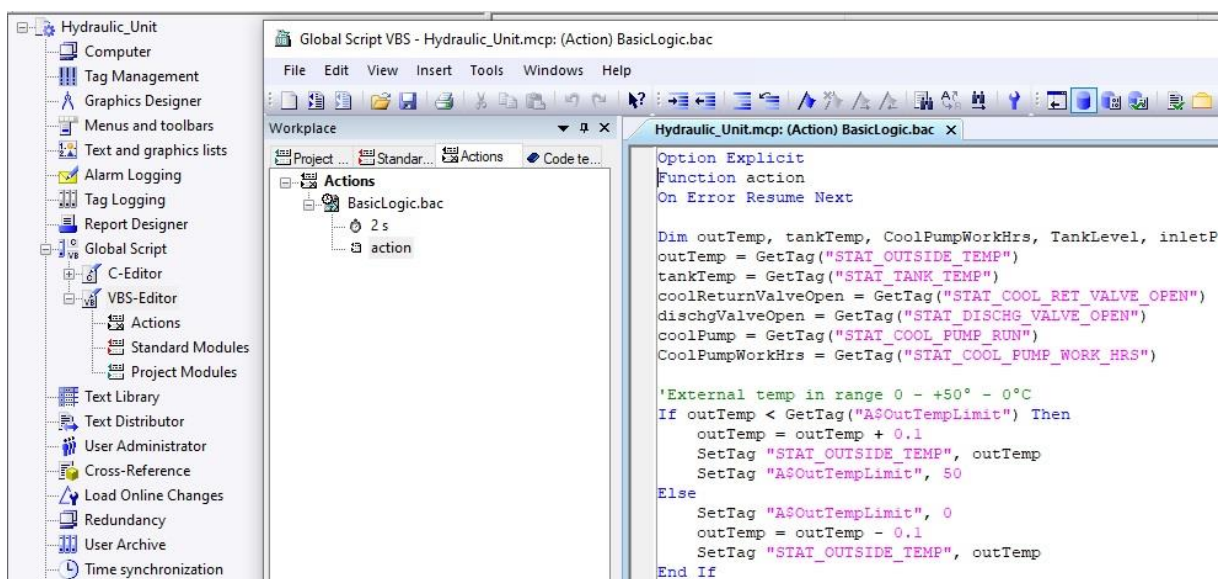 Hydraulic_Unit
Computer
Tag Management
Graphics Designer
Menus and toolbars
Text and graphics lists
Alarm Logging
Tag Logging
Report Designer
Global Script
C-Editor
VBS-Editor
Actions
Standard Modules
Project Modules
Text Library
Text Distributor
User Administrator
Cross-Reference
Load Online Changes
Redundancy
User Archive
Time synchronization
Global Script VBS - Hydraulic_Unit.mcp: (Action) BasicLogic.bac
File Edit View Insert Tools Windows Help
Workplace
Project ... Standar... Actions Code te...
Actions
BasicLogic.bac
2 s
action
Hydraulic_Unit.mcp: (Action) BasicLogic.bac X
Option Explicit
Function action
On Error Resume Next
Dim outTemp, tankTemp, CoolPumpWorkHrs, TankLevel, inletP
outTemp = GetTag("STAT_OUTSIDE_TEMP")
tankTemp = GetTag("STAT_TANK_TEMP")
coolReturnValveOpen = GetTag("STAT_COOL_RET_VALVE_OPEN")
dischgValveOpen = GetTag("STAT_DISCHG_VALVE_OPEN")
coolPump = GetTag("STAT_COOL_PUMP_RUN")
CoolPumpWorkHrs = GetTag("STAT_COOL_PUMP_WORK_HRS")
'External temp in range 0 - +50° - 0°C
If outTemp < GetTag("A$OutTempLimit") Then
outTemp = outTemp + 0.1
SetTag "STAT_OUTSIDE_TEMP", outTemp
SetTag "A$OutTempLimit", 50
Else
SetTag "A$OutTempLimit", 0
outTemp = outTemp - 0.1
SetTag "STAT_OUTSIDE_TEMP", outTemp
End If